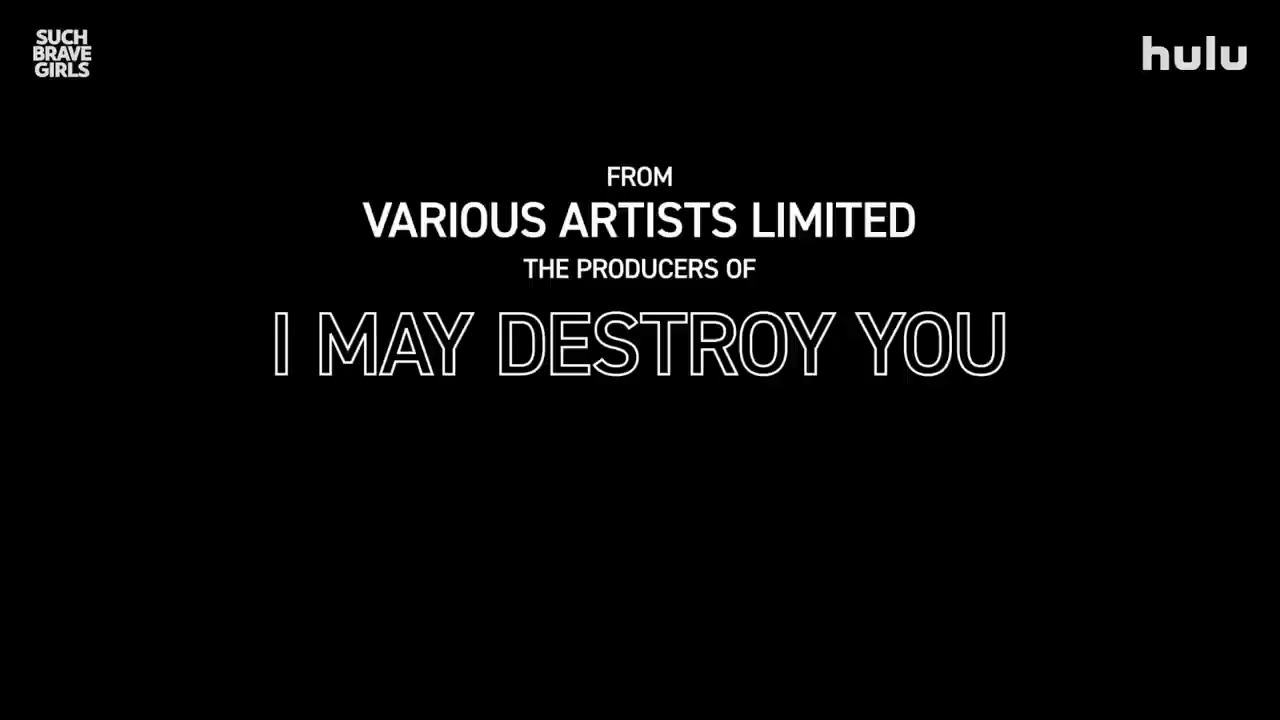 SUCH
BRAVE
GIRLS
hulu
FROM
VARIOUS ARTISTS LIMITED
THE PRODUCERS OF
I MAY DESTROY YOU